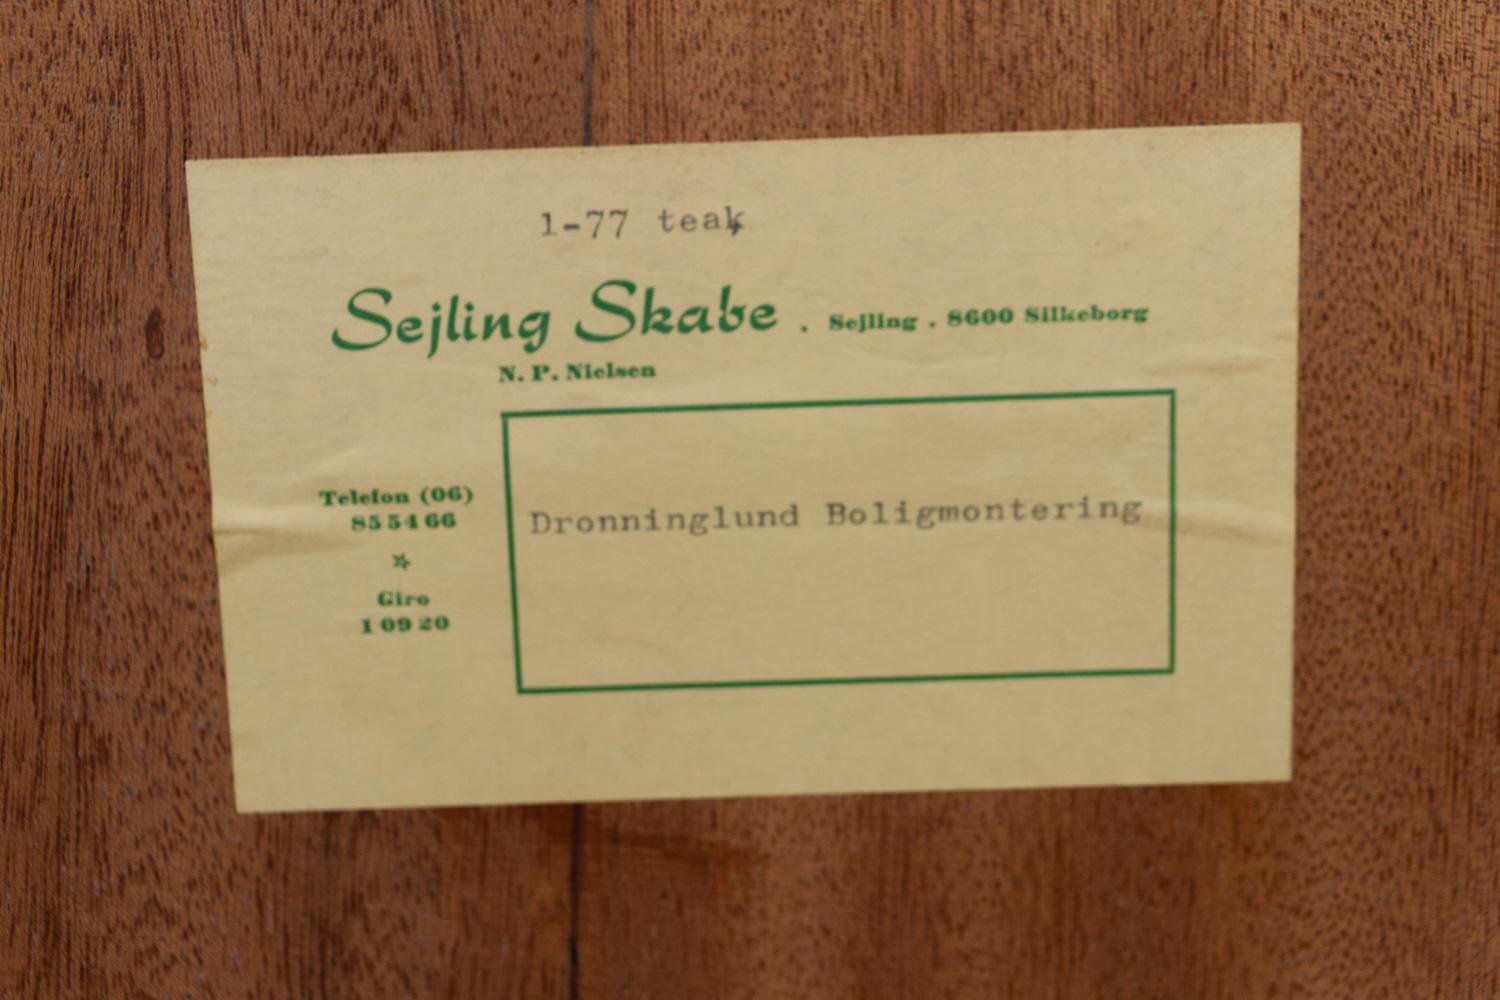 1-77 teak
Sejling Skabe . Sejling . 8600 Silkeborg
N. P. Nielsen
Telefon (06)
85 54 66
Giro
1 09 20
Dronninglund Boligmontering